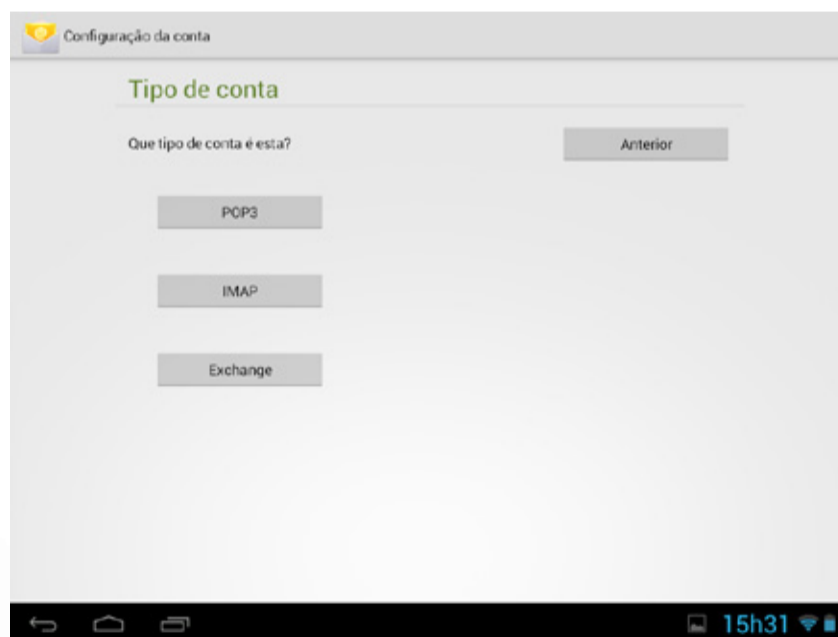 Configuração da conta
Tipo de conta
Que tipo de conta é esta?
Anterior
POP3
IMAP
Exchange
15h31